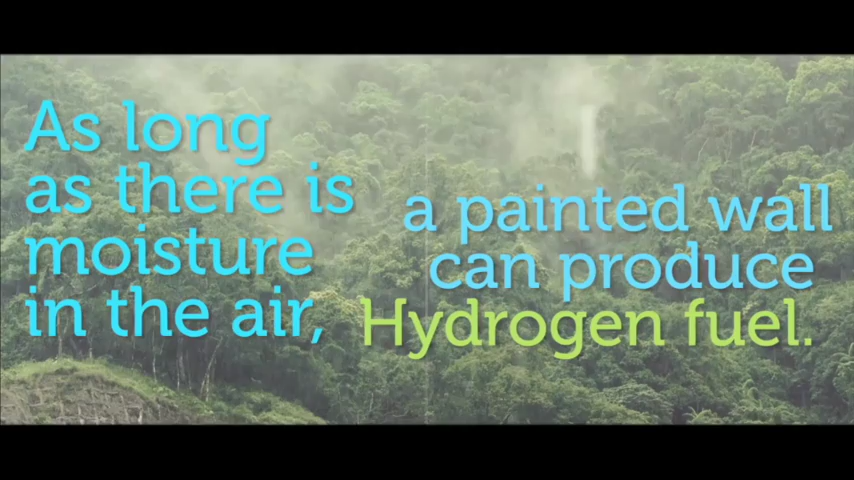 As long
as there is
moisture
in the air,
a painted wall
can produce
Hydrogen fuel.